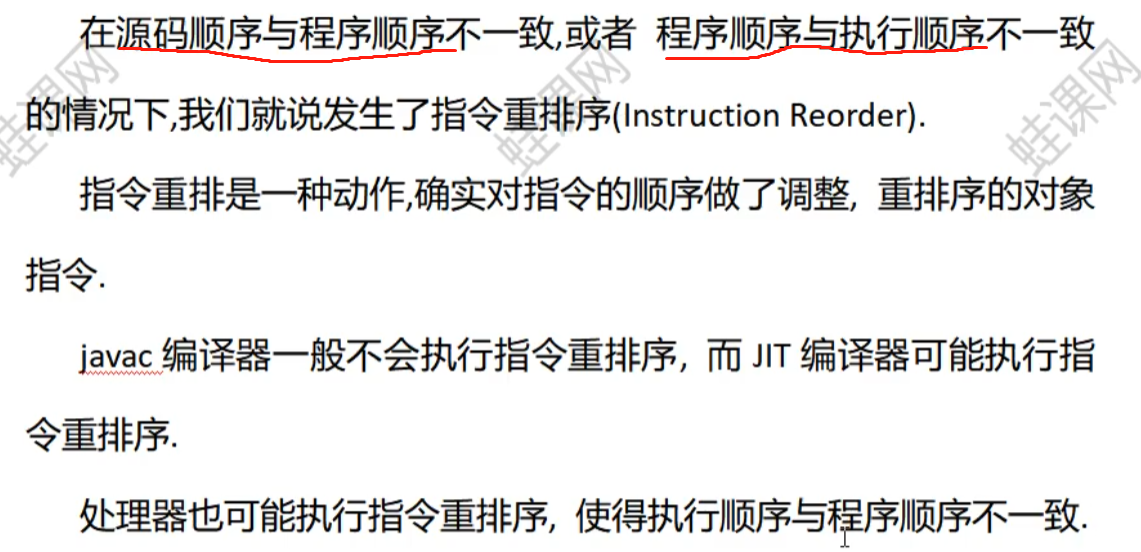 在源码顺序与程序顺序不一致,或者 程序顺序与执行顺序不一致
的情况下,我们就说发生了指令重排序(Instruction Reorder).
指令重排是一种动作,确实对指令的顺序做了调整, 重排序的对象
指令.
javac 编译器一般不会执行指令重排序, 而 JIT 编译器可能执行指
令重排序.
处理器也可能执行指令重排序, 使得执行顺序与程序顺序不一致.
蛙课网
蛙课网
蛙课网